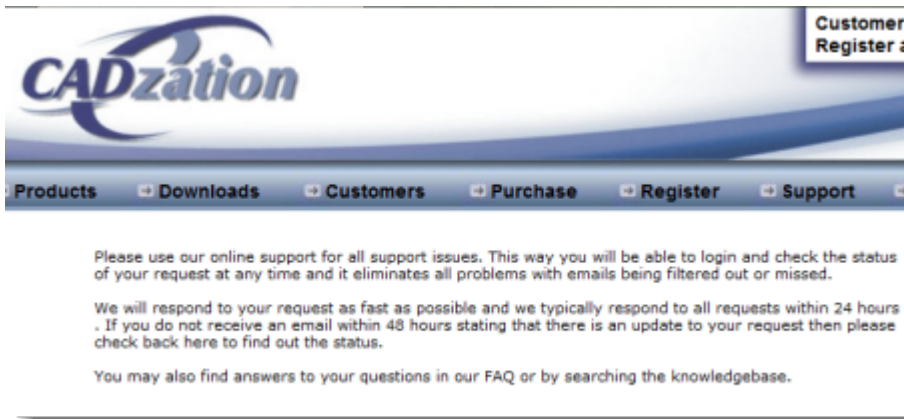 Customer
Register a
CADzation
Products Downloads Customers Purchase Register Support
Please use our online support for all support issues. This way you will be able to login and check the status
of your request at any time and it eliminates all problems with emails being filtered out or missed.
We will respond to your request as fast as possible and we typically respond to all requests within 24 hours
. If you do not receive an email within 48 hours stating that there is an update to your request then please
check back here to find out the status.
You may also find answers to your questions in our FAQ or by searching the knowledgebase.